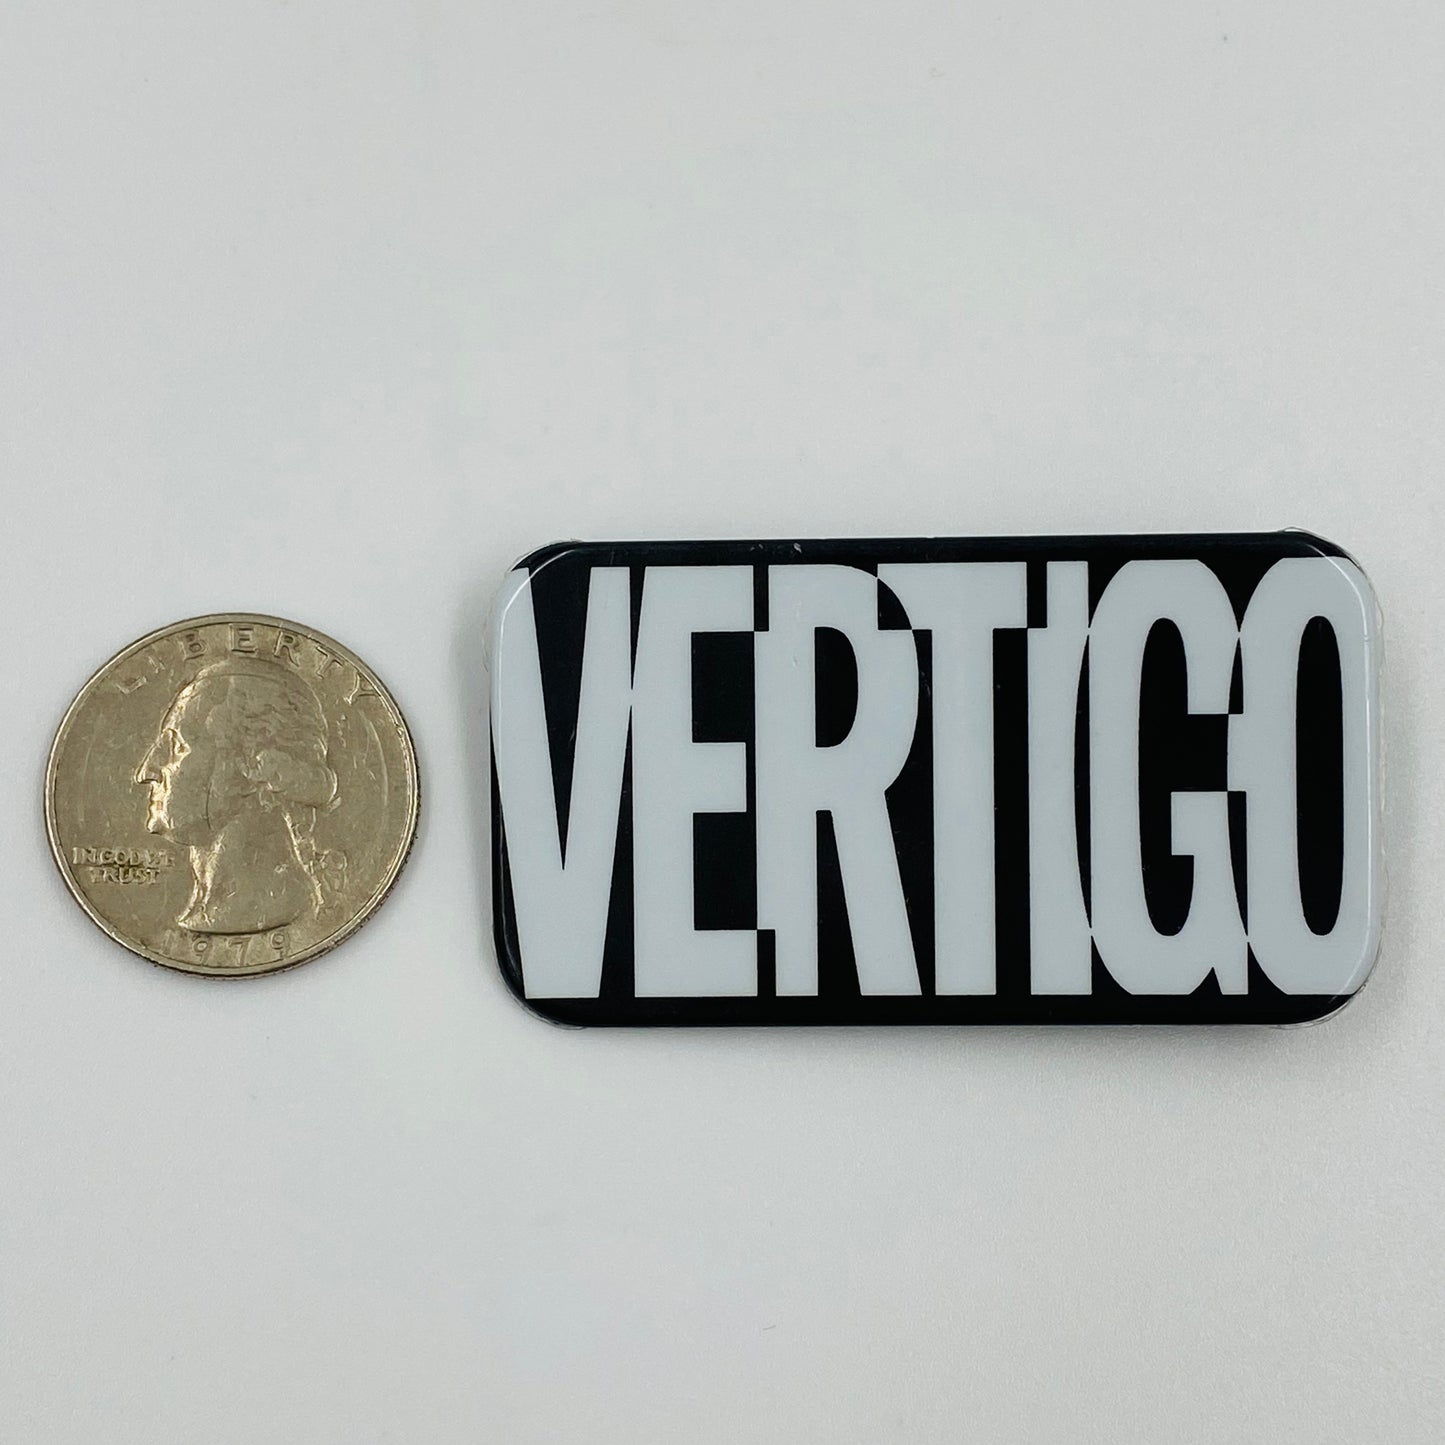 LIBERTY
IN GOD WE
TRUST
1979
VERTIGO